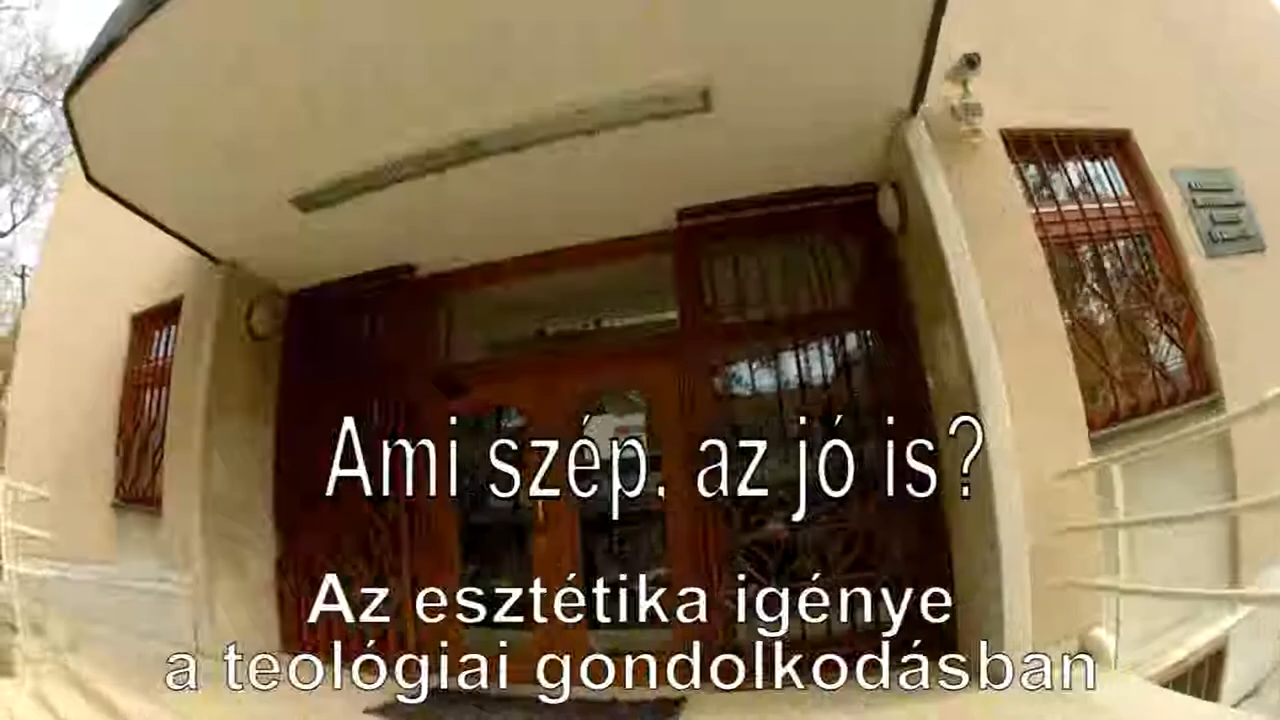 Ami szép, az jó is?
Az esztétika igénye
a teológiai gondolkodásban